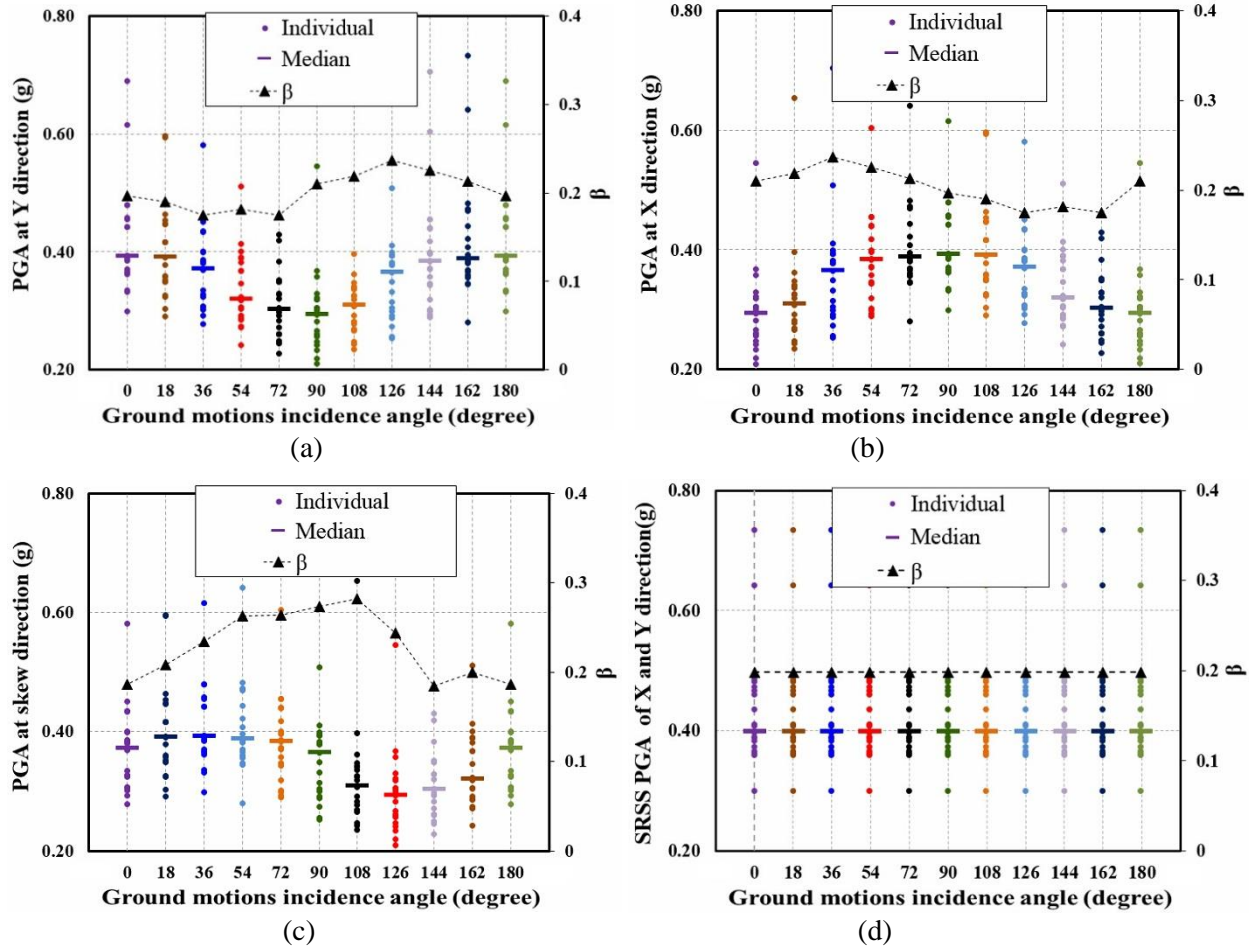 0.80
0.60
0.40
0.20
PGA at Y direction (g)
Individual
Median
β
0.4
0.3
0.2
0.1
0
β
0 18 36 54 72 90 108 126 144 162 180
Ground motions incidence angle (degree)
(a)
0.80
0.60
0.40
0.20
PGA at X direction (g)
Individual
Median
β
0.4
0.3
0.2
0.1
0
β
0 18 36 54 72 90 108 126 144 162 180
Ground motions incidence angle (degree)
(b)
0.80
0.60
0.40
0.20
PGA at skew direction (g)
Individual
Median
β
0.4
0.3
0.2
0.1
0
β
0 18 36 54 72 90 108 126 144 162 180
Ground motions incidence angle (degree)
(c)
0.80
0.60
0.40
0.20
SRSS PGA of X and Y direction(g)
Individual
Median
β
0.4
0.3
0.2
0.1
0
β
0 18 36 54 72 90 108 126 144 162 180
Ground motions incidence angle (degree)
(d)